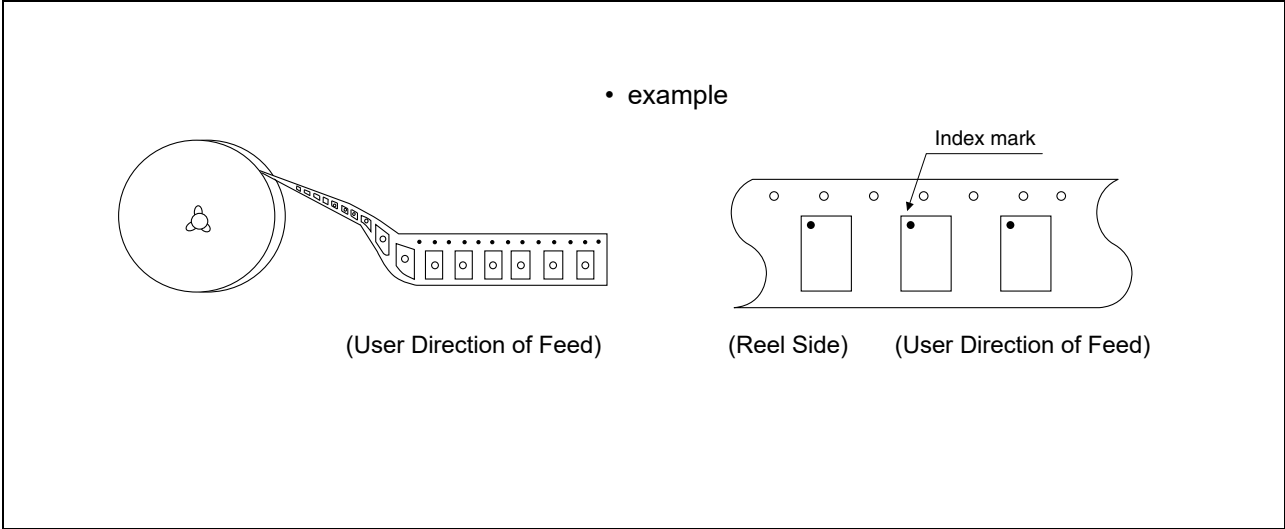 • example
Index mark
(User Direction of Feed)
(Reel Side)
(User Direction of Feed)